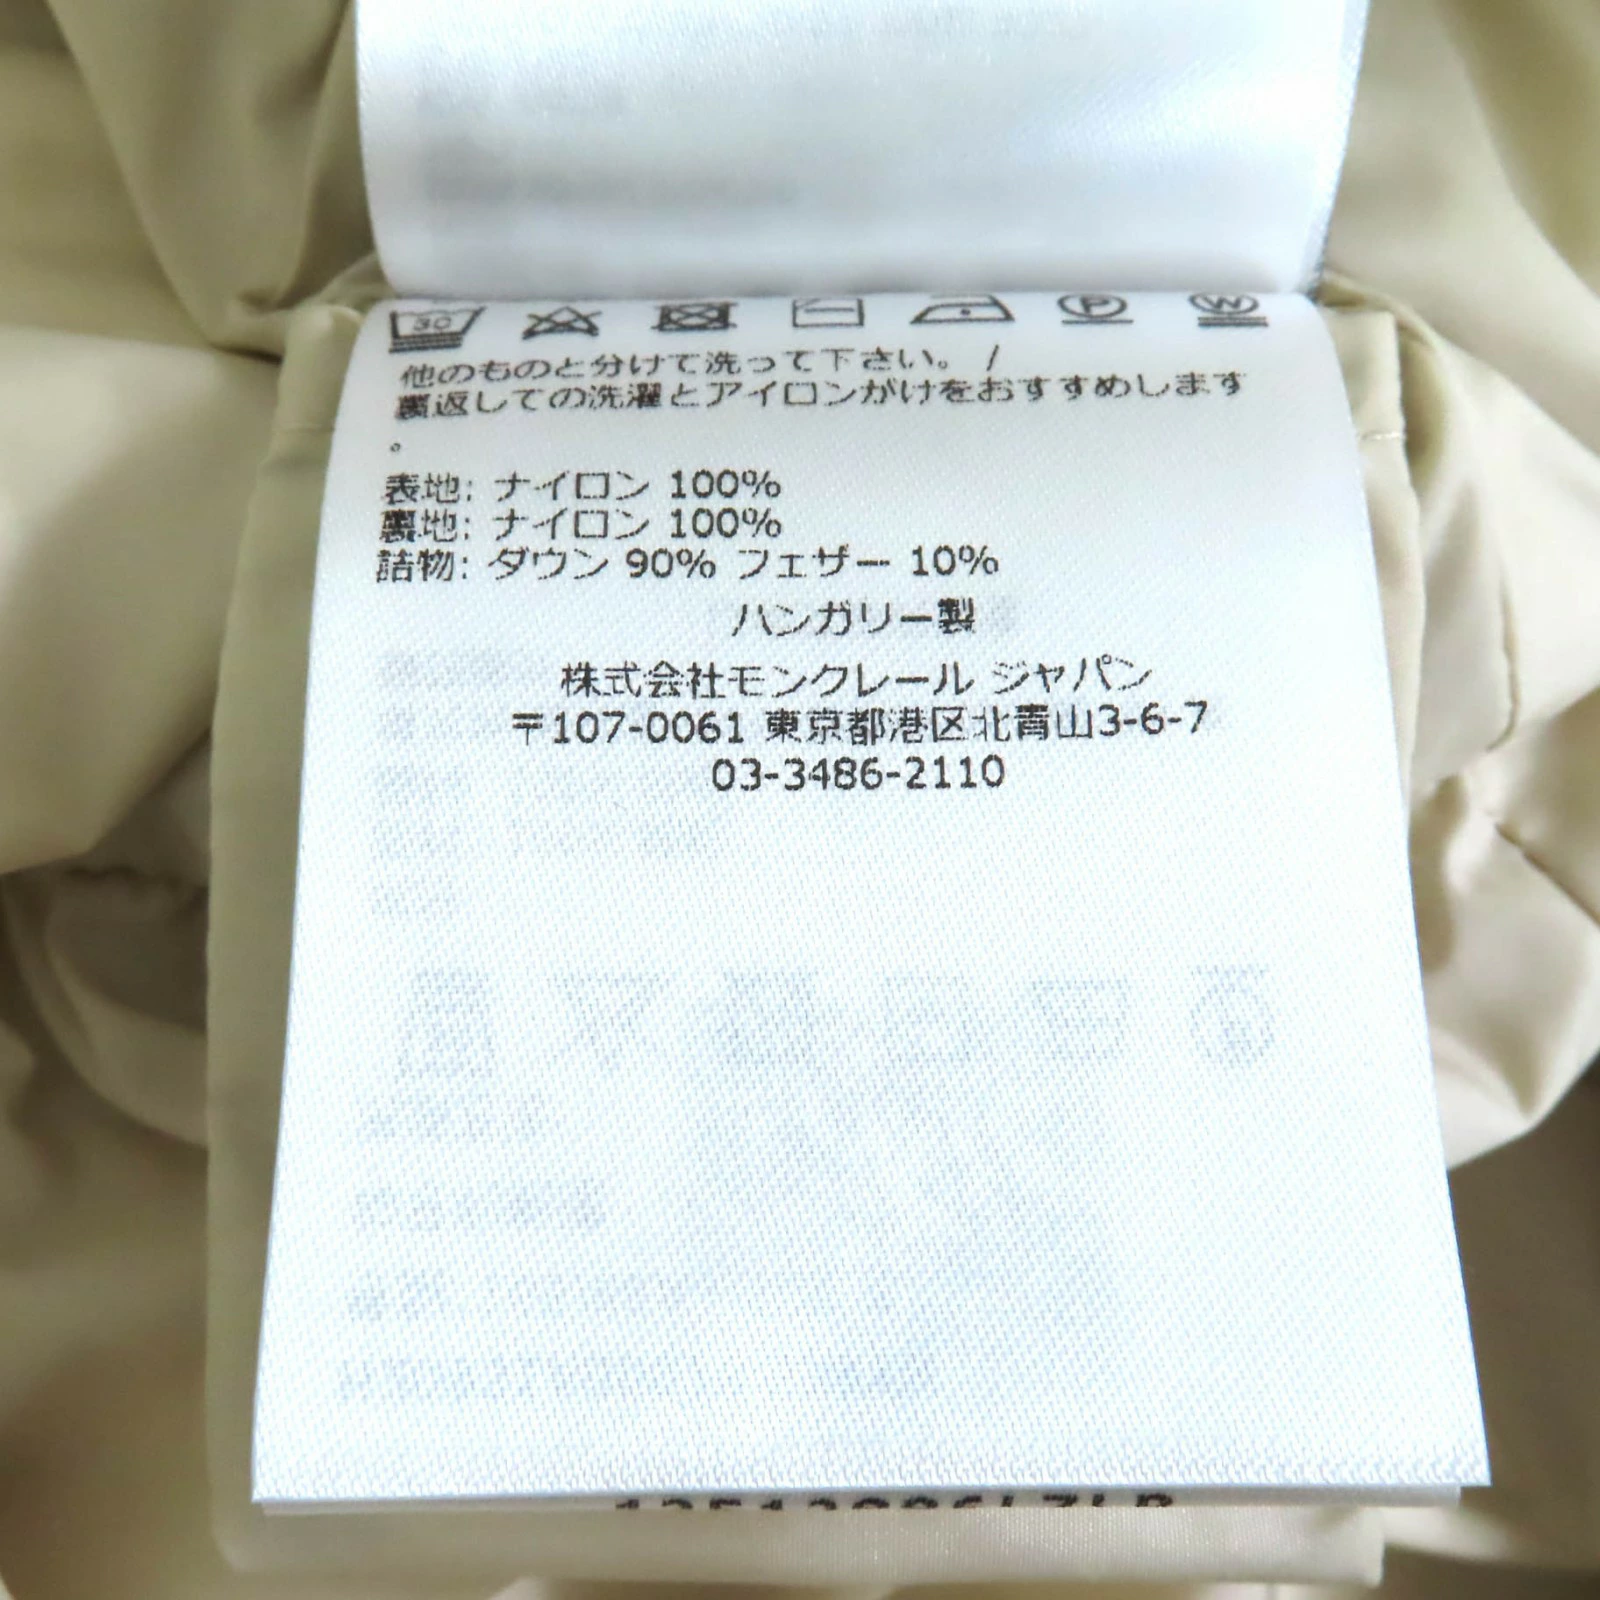 30 P W
他のものと分けて洗って下さい。 /
裏返しての洗濯とアイロンがけをおすすめします
。
表地: ナイロン 100%
裏地: ナイロン 100%
詰物: ダウン 90% フェザー 10%
ハンガリー製
株式会社モンクレール ジャパン
〒107-0061 東京都港区北青山3-6-7
03-3486-2110